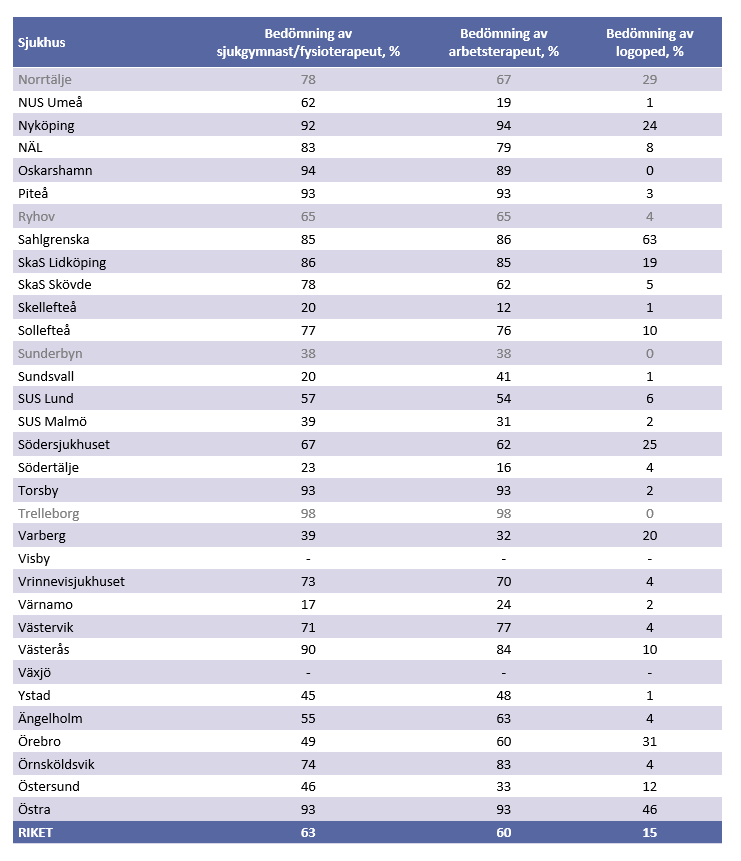 Sjukhus Bedömning av sjukgymnast/fysioterapeut, % Bedömning av arbetsterapeut, % Bedömning av logoped, %
Norrtälje 78 67 29
NUS Umeå 62 19 1
Nyköping 92 94 24
NÄL 83 79 8
Oskarshamn 94 89 0
Piteå 93 93 3
Ryhov 65 65 4
Sahlgrenska 85 86 63
SkaS Lidköping 86 85 19
SkaS Skövde 78 62 5
Skellefteå 20 12 1
Sollefteå 77 76 10
Sunderbyn 38 38 0
Sundsvall 20 41 1
SUS Lund 57 54 6
SUS Malmö 39 31 2
Södersjukhuset 67 62 25
Södertälje 23 16 4
Torsby 93 93 2
Trelleborg 98 98 0
Varberg 39 32 20
Visby - - -
Vrinnevisjukhuset 73 70 4
Värnamo 17 24 2
Västervik 71 77 4
Västerås 90 84 10
Växjö - - -
Ystad 45 48 1
Ängelholm 55 63 4
Örebro 49 60 31
Örnsköldsvik 74 83 4
Östersund 46 33 12
Östra 93 93 46
RIKET 63 60 15